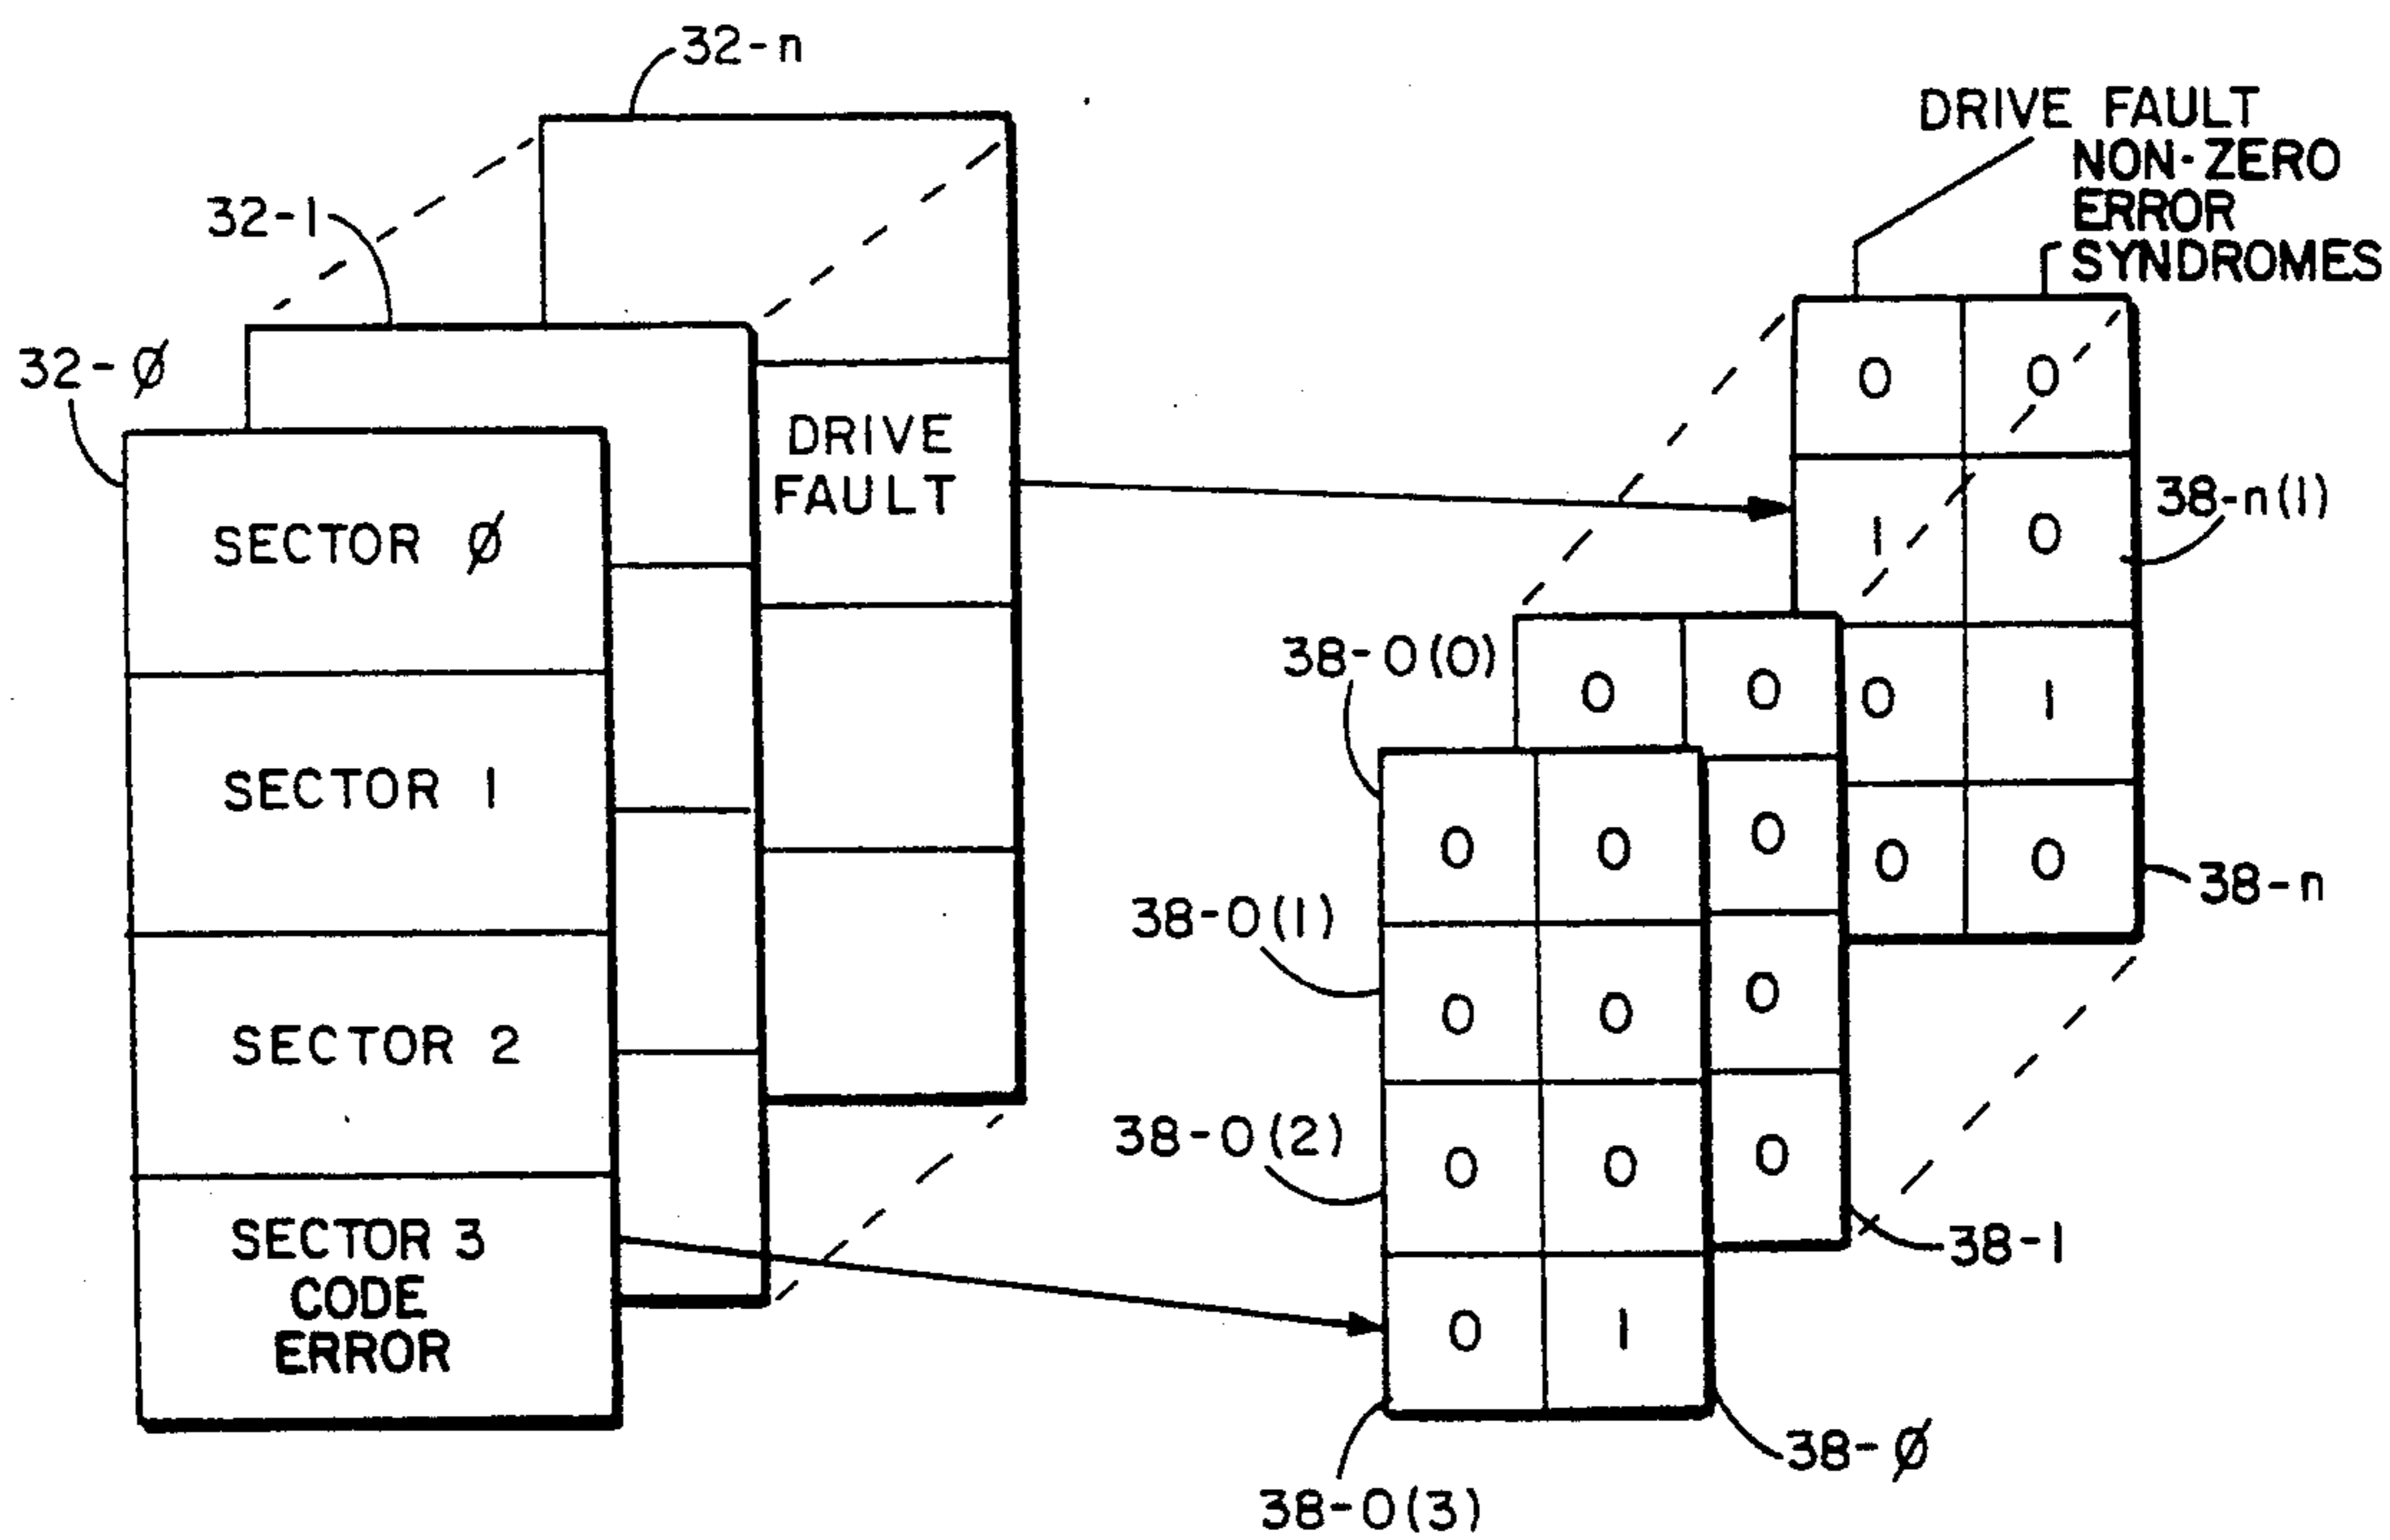 32-n
DRIVE FAULT
NON-ZERO
ERROR
SYNDROMES
32-1
32-Ø
DRIVE
FAULT
SECTOR Ø
SECTOR 1
SECTOR 2
SECTOR 3
CODE
ERROR
0 0
1 0
38-n(1)
0 1
0 0
38-n
38-0(0)
0 0
0
0
0
38-1
38-0(1)
38-0(2)
0 0
0 0
0 0
0 1
38-Ø
38-0(3)